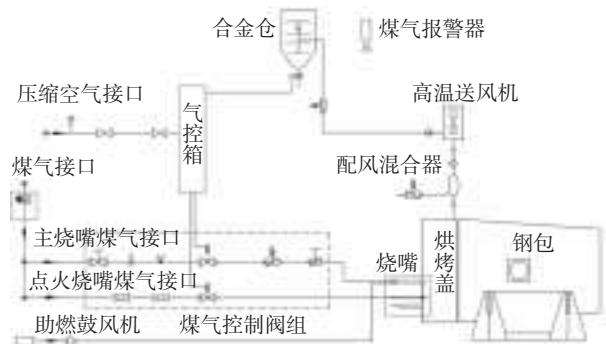 合金仓
煤气报警器
压缩空气接口
气控箱
高温送风机
煤气接口
配风混合器
主烧嘴煤气接口
烧嘴
烘烤盖
钢包
点火烧嘴煤气接口
助燃鼓风机
煤气控制阀组